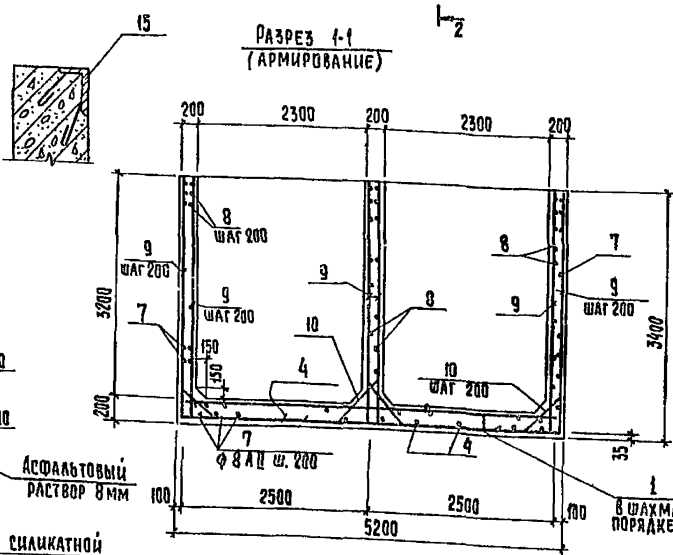 15
2
РАЗРЕЗ 1-1
(АРМИРОВАНИЕ)
200 2300 200 2300 200
8
ШАГ 200
9
ШАГ 200
9
ШАГ 200
9
8
8
7
9
9
ШАГ 200
3200
3400
7
150
150
10
4
10
ШАГ 200
200
7
Ф 8 АII Ш. 200
4
35
1
В ШАХМ
ПОРЯДКЕ
АСФАЛЬТОВЫЙ
РАСТВОР 8ММ
100 2500 2500 100
5200
СИЛИКАТНОЙ